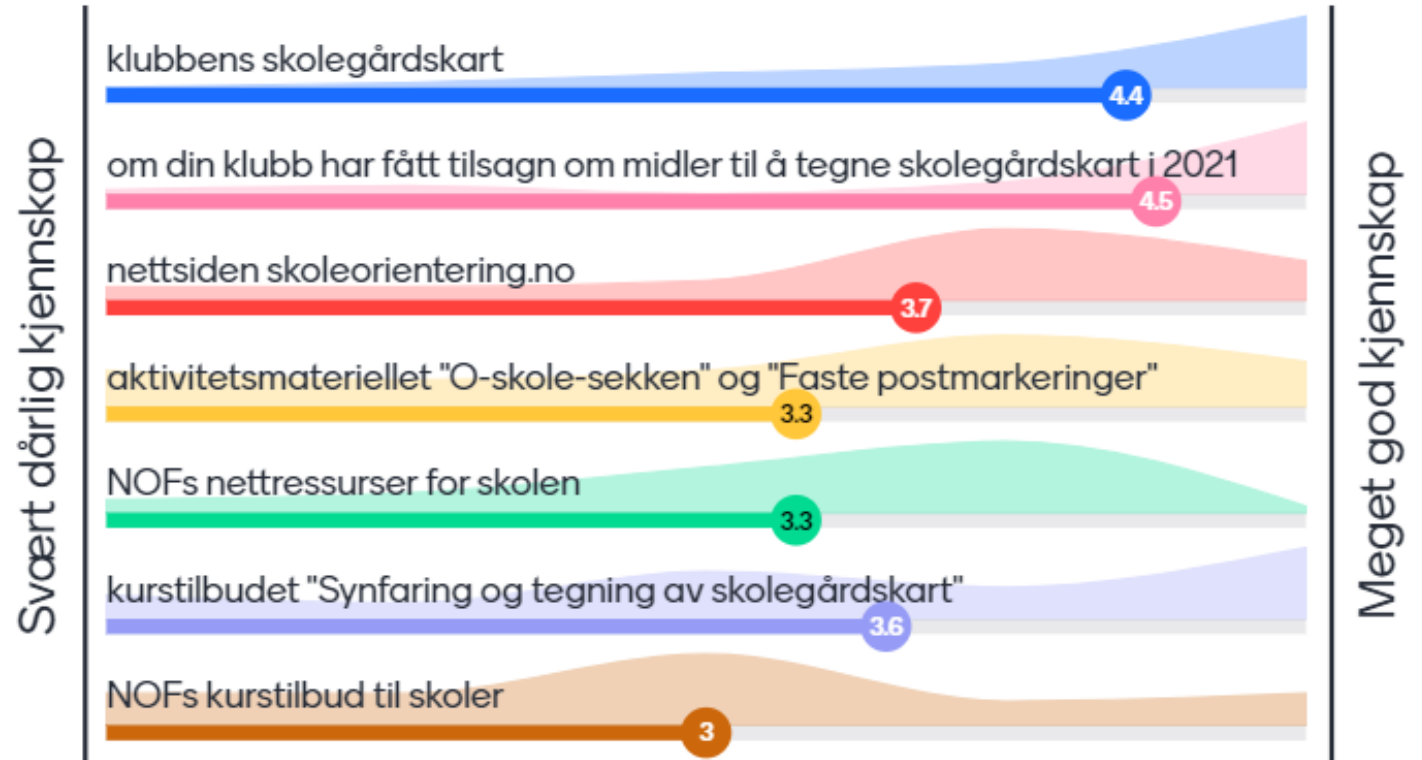 Svært dårlig kjennskap
klubbens skolegårdskart
4.4
om din klubb har fått tilsagn om midler til å tegne skolegårdskart i 2021
4.5
nettsiden skoleorientering.no
3.7
aktivitetsmateriellet "O-skole-sekken" og "Faste postmarkeringer"
3.3
NOFs nettressurser for skolen
3.3
kurstilbudet "Synfaring og tegning av skolegårdskart"
3.6
NOFs kurstilbud til skoler
3
Meget god kjennskap